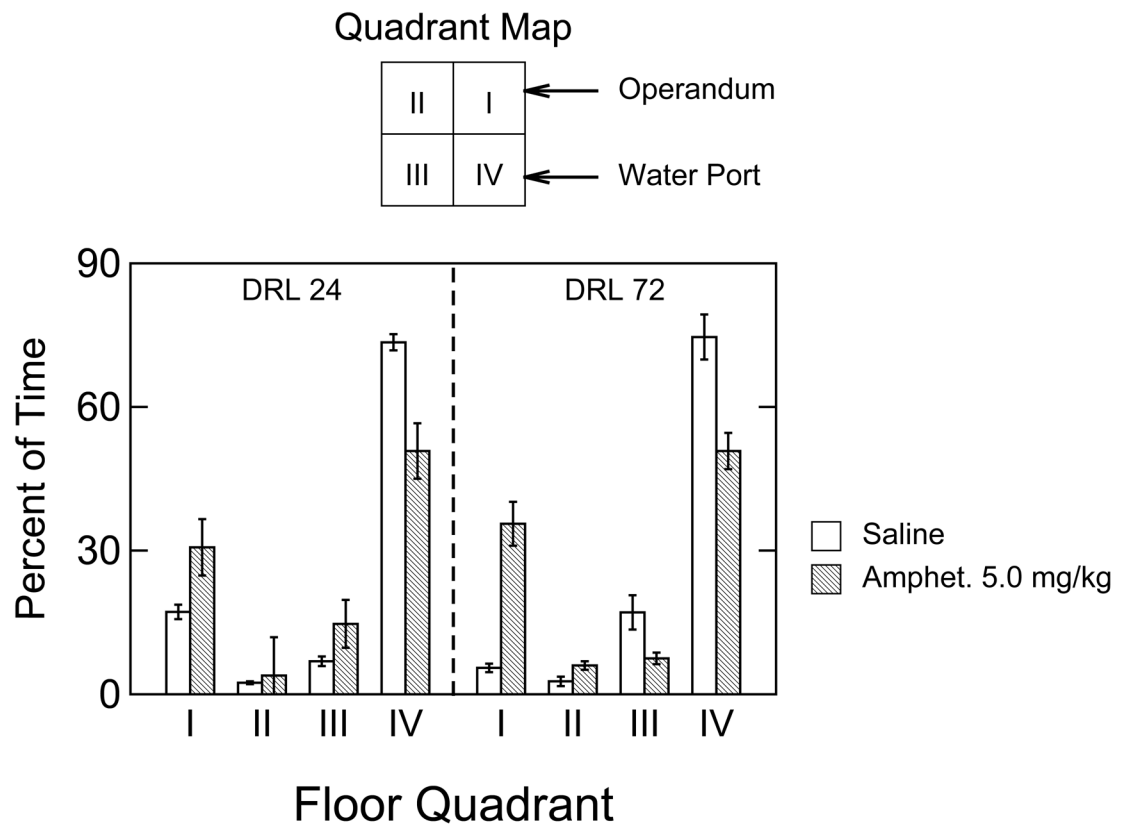 Quadrant Map
II I
Operandum
III IV
Water Port
90
DRL 24 DRL 72
60
30
0
Percent of Time
I II III IV I II III IV
Floor Quadrant
Saline
Amphet. 5.0 mg/kg